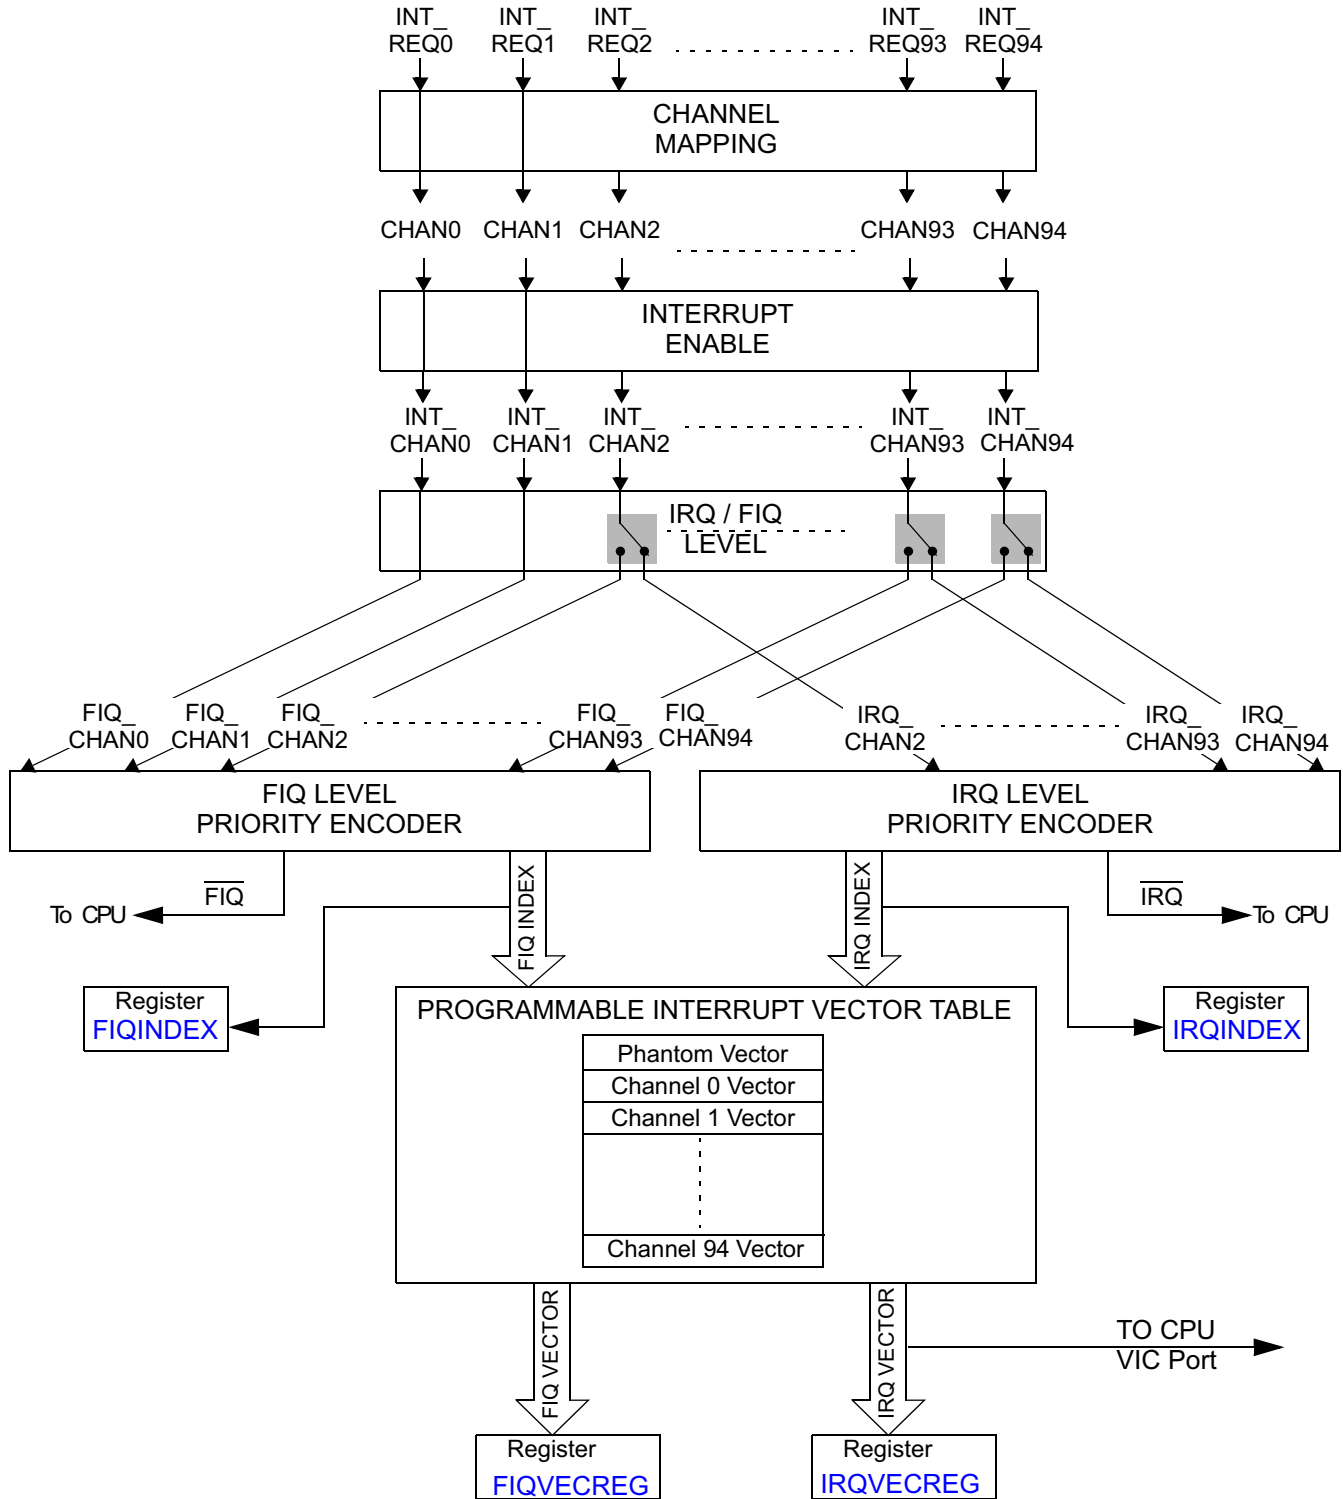 INT_ INT_ INT_ INT_ INT_
REQ0 REQ1 REQ2 REQ93 REQ94
CHANNEL
MAPPING
CHAN0 CHAN1 CHAN2 CHAN93 CHAN94
INTERRUPT
ENABLE
INT_ INT_ INT_ INT_ INT_
CHAN0 CHAN1 CHAN2 CHAN93 CHAN94
IRQ / FIQ
LEVEL
FIQ_ FIQ_ FIQ_ FIQ_ FIQ_ IRQ_ IRQ_ IRQ_
CHAN0 CHAN1 CHAN2 CHAN93 CHAN94 CHAN2 CHAN93 CHAN94
FIQ LEVEL
PRIORITY ENCODER
IRQ LEVEL
PRIORITY ENCODER
To CPU
FIQ
FIQ INDEX
IRQ INDEX
IRQ
To CPU
Register
FIQINDEX
PROGRAMMABLE INTERRUPT VECTOR TABLE
Register
IRQINDEX
Phantom Vector
Channel 0 Vector
Channel 1 Vector
Channel 94 Vector
FIQ VECTOR
IRQ VECTOR
TO CPU
VIC Port
Register
FIQVECREG
Register
IRQVECREG